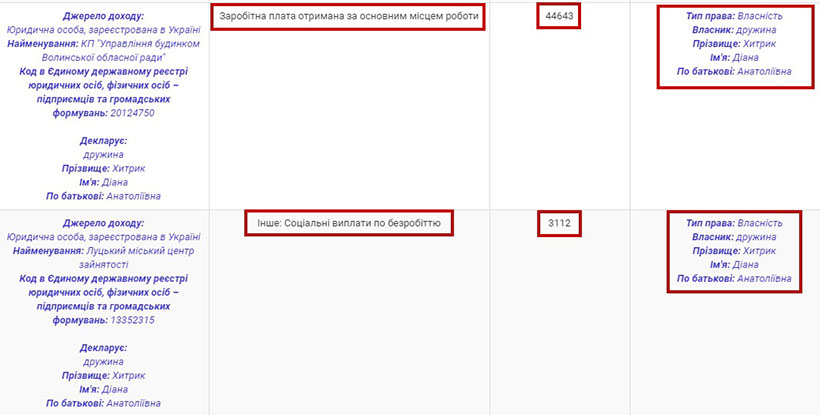 Джерело доходу:
Юридична особа, зареєстрована в Україні
Найменування: КП "Управління будинком
Волинської обласної ради"
Код в Єдиному державному реєстрі
юридичних осіб, фізичних осіб –
підприємців та громадських
формувань: 20124750
Декларує:
дружина
Прізвище: Хитрик
Ім'я: Діана
По батькові: Анатоліївна
Заробітна плата отримана за основним місцем роботи
44643
Тип права: Власність
Власник: дружина
Прізвище: Хитрик
Ім'я: Діана
По батькові: Анатоліївна
Джерело доходу:
Юридична особа, зареєстрована в Україні
Найменування: Луцький міський центр
зайнятості
Код в Єдиному державному реєстрі
юридичних осіб, фізичних осіб –
підприємців та громадських
формувань: 13352315
Декларує:
дружина
Прізвище: Хитрик
Ім'я: Діана
По батькові: Анатоліївна
Інше: Соціальні виплати по безробіттю
3112
Тип права: Власність
Власник: дружина
Прізвище: Хитрик
Ім'я: Діана
По батькові: Анатоліївна